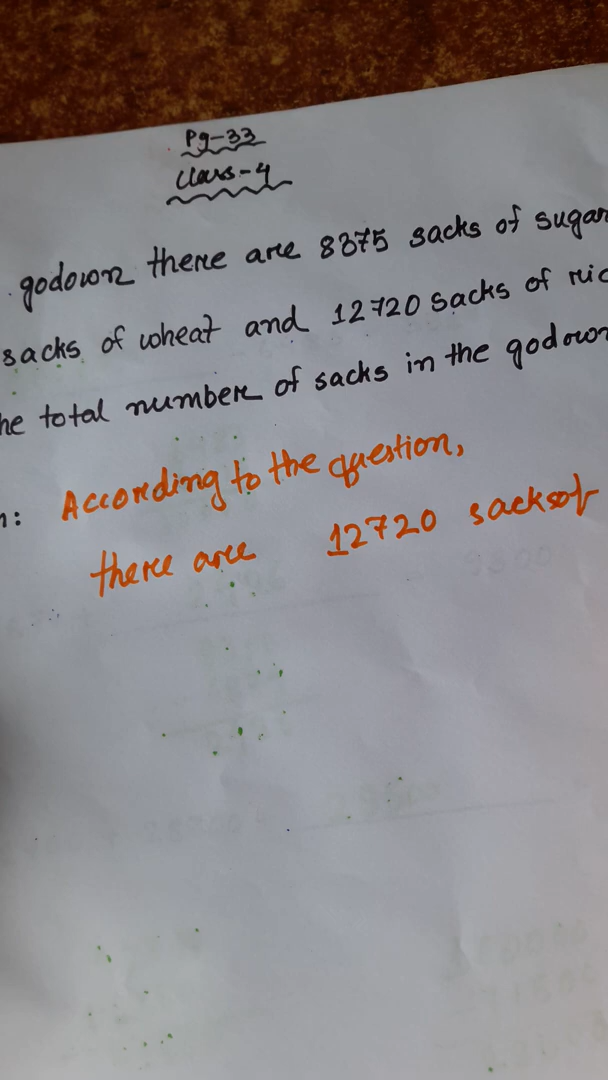 Pg-33
Class-4
godown there are 8375 sacks of sugar
sacks of wheat and 12720 sacks of ric
he total number of sacks in the godown
n: According to the question,
there are 12720 sacks of